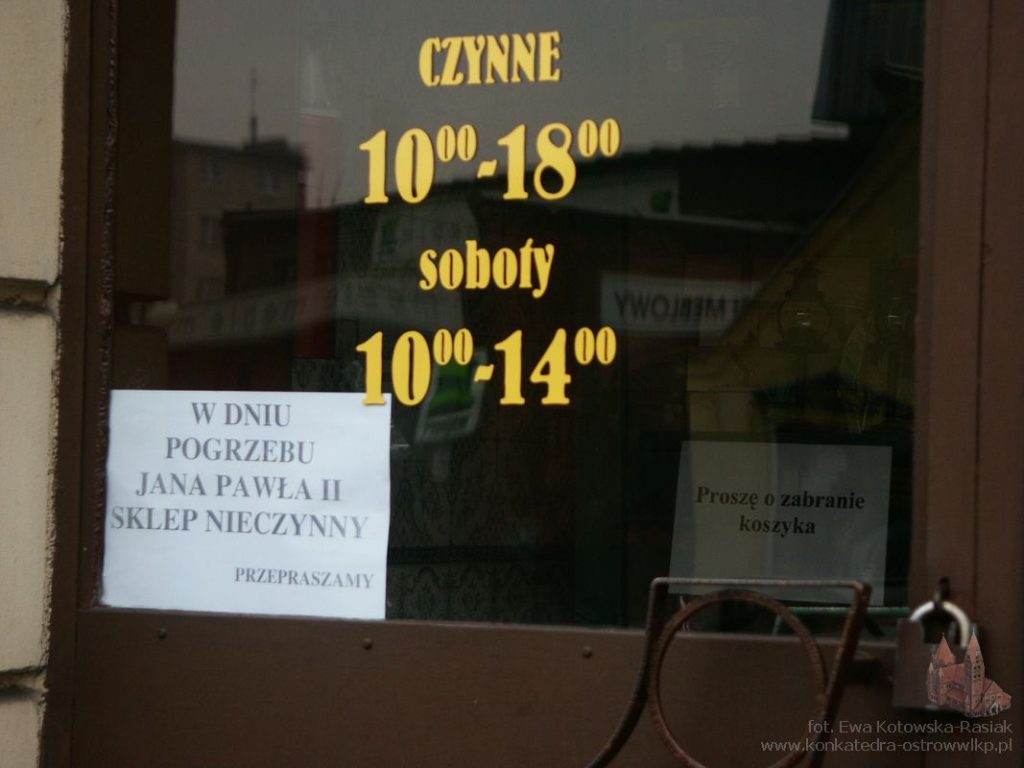 CZYNNE
10⁰⁰-18⁰⁰
soboty
10⁰⁰-14⁰⁰
W DNIU
POGRZEBU
JANA PAWŁA II
SKLEP NIECZYNNY
PRZEPRASZAMY
MEBLOWY
Proszę o zabranie
koszyka
fot. Ewa Kotowska-Rasiak
www.konkatedra-ostrowwlkp.pl